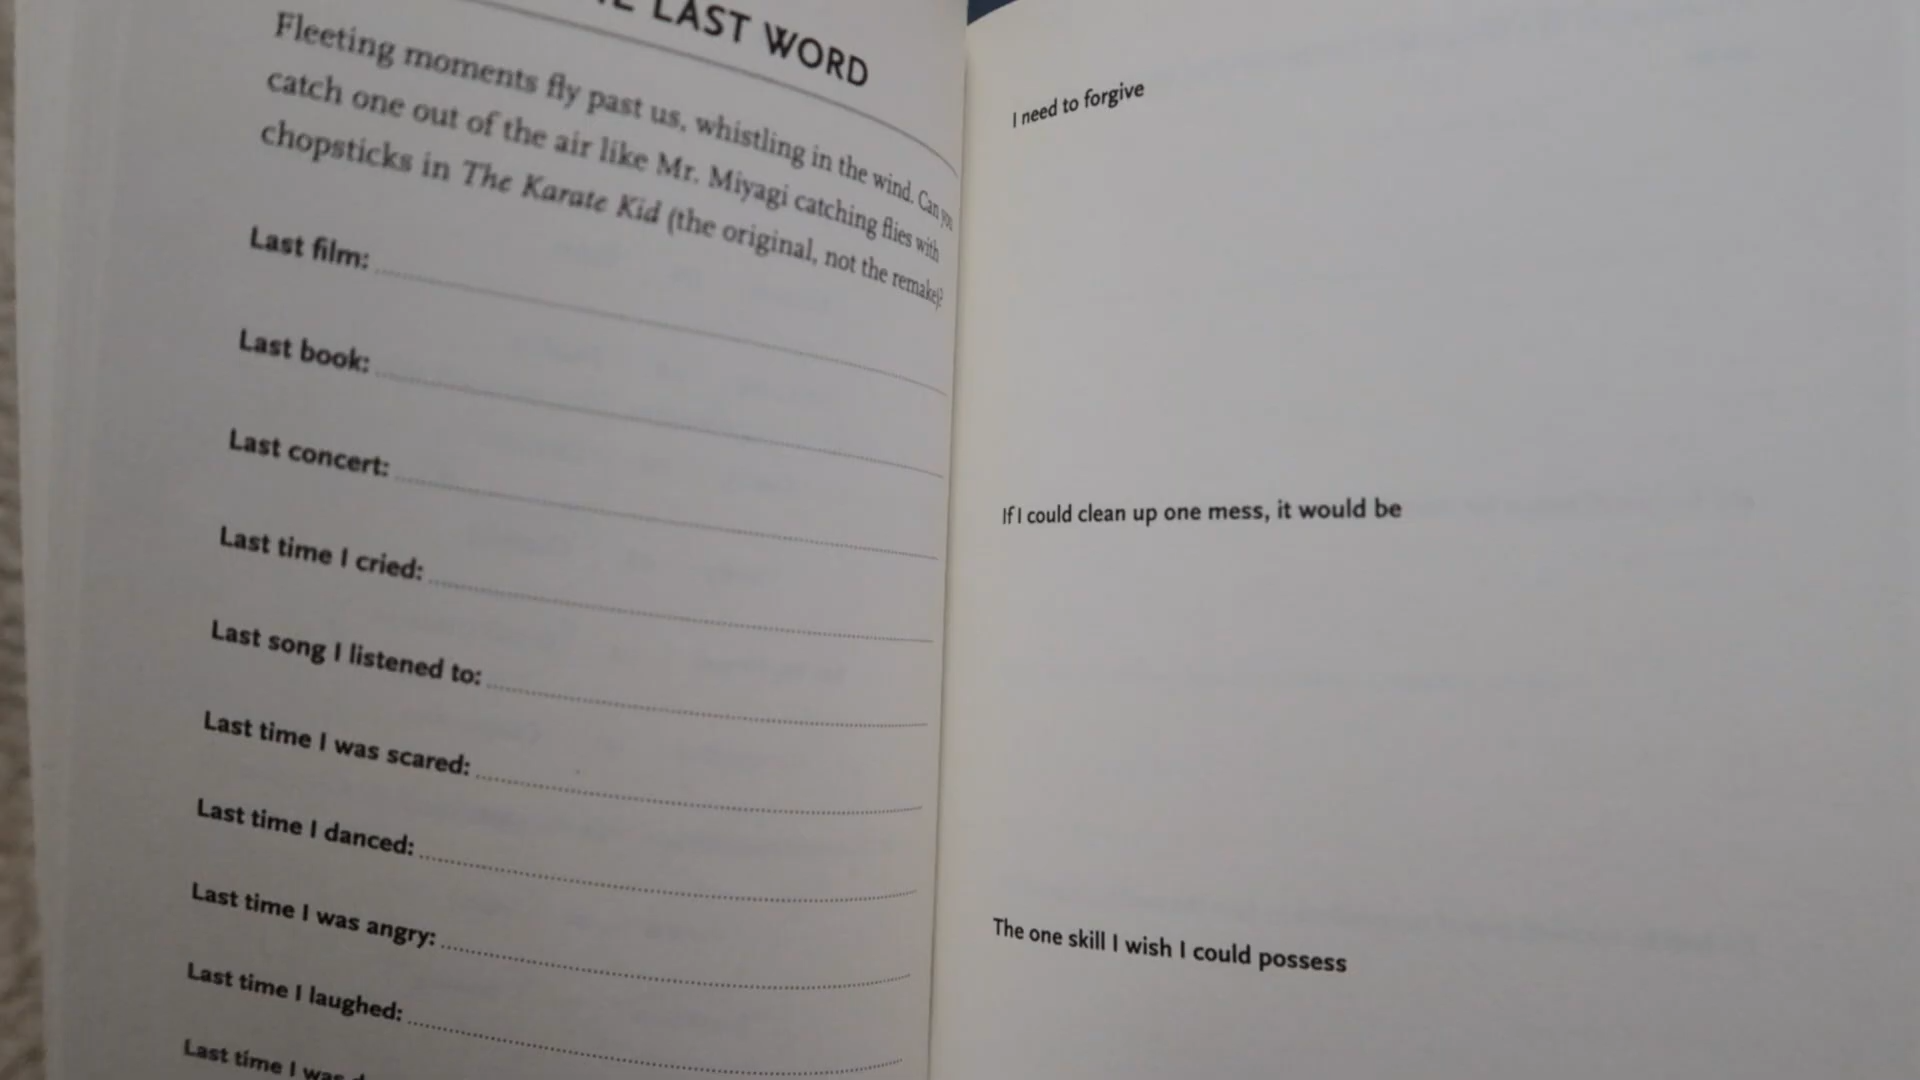 LAST WORD
Fleeting moments fly past us, whistling in the wind. Can you
catch one out of the air like Mr. Miyagi catching flies with
chopsticks in The Karate Kid (the original, not the remake)?
Last film:
Last book:
Last concert:
Last time I cried:
Last song I listened to:
Last time I was scared:
Last time I danced:
Last time I was angry:
Last time I laughed:
Last time I was
I need to forgive
If I could clean up one mess, it would be
The one skill I wish I could possess